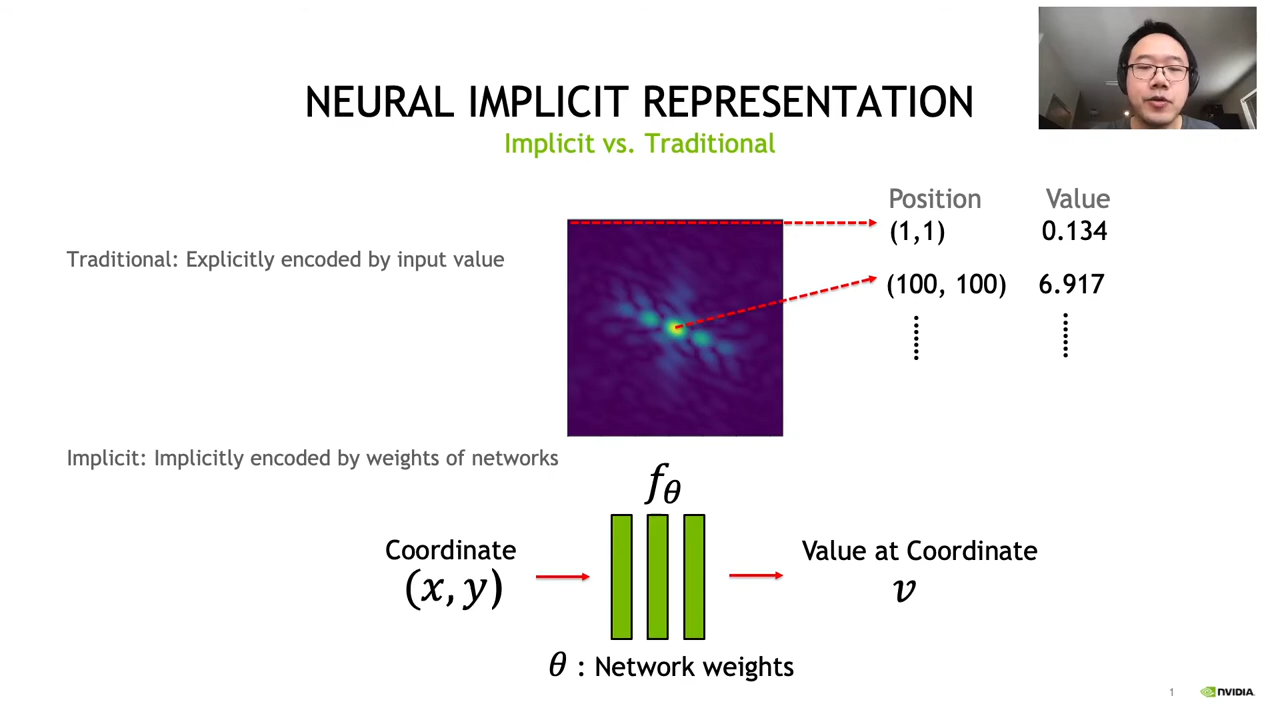 NEURAL IMPLICIT REPRESENTATION
Implicit vs. Traditional
Position Value
(1,1) 0.134
Traditional: Explicitly encoded by input value
(100, 100) 6.917
Implicit: Implicitly encoded by weights of networks
fθ
Coordinate
(x, y)
Value at Coordinate
v
θ : Network weights
1
NVIDIA.